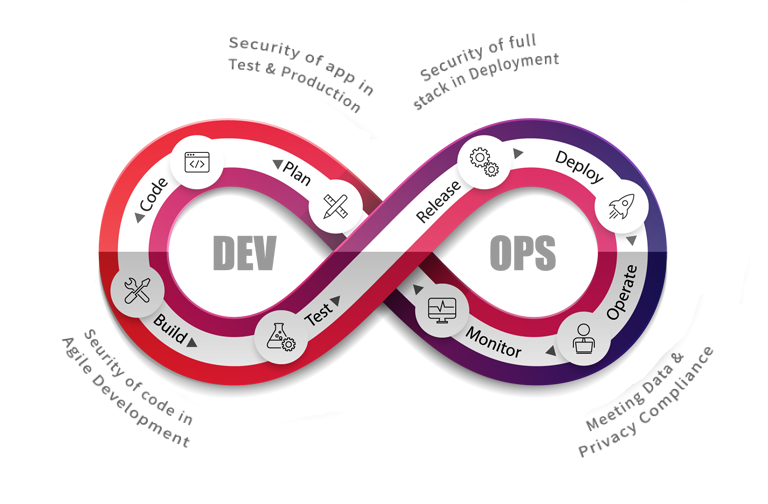 Security of app in
Test & Production
Security of full
stack in Deployment
Code
Plan
Release
Deploy
DEV
OPS
Build
Test
Monitor
Operate
Seurity of code in
Agile Development
Meeting Data &
Privacy Compliance